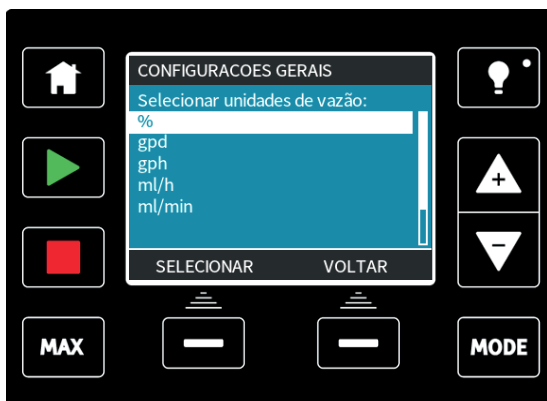 CONFIGURACOES GERAIS
Selecionar unidades de vazão:
%
gpd
gph
ml/h
ml/min
SELECIONAR VOLTAR
+
−
MAX
MODE